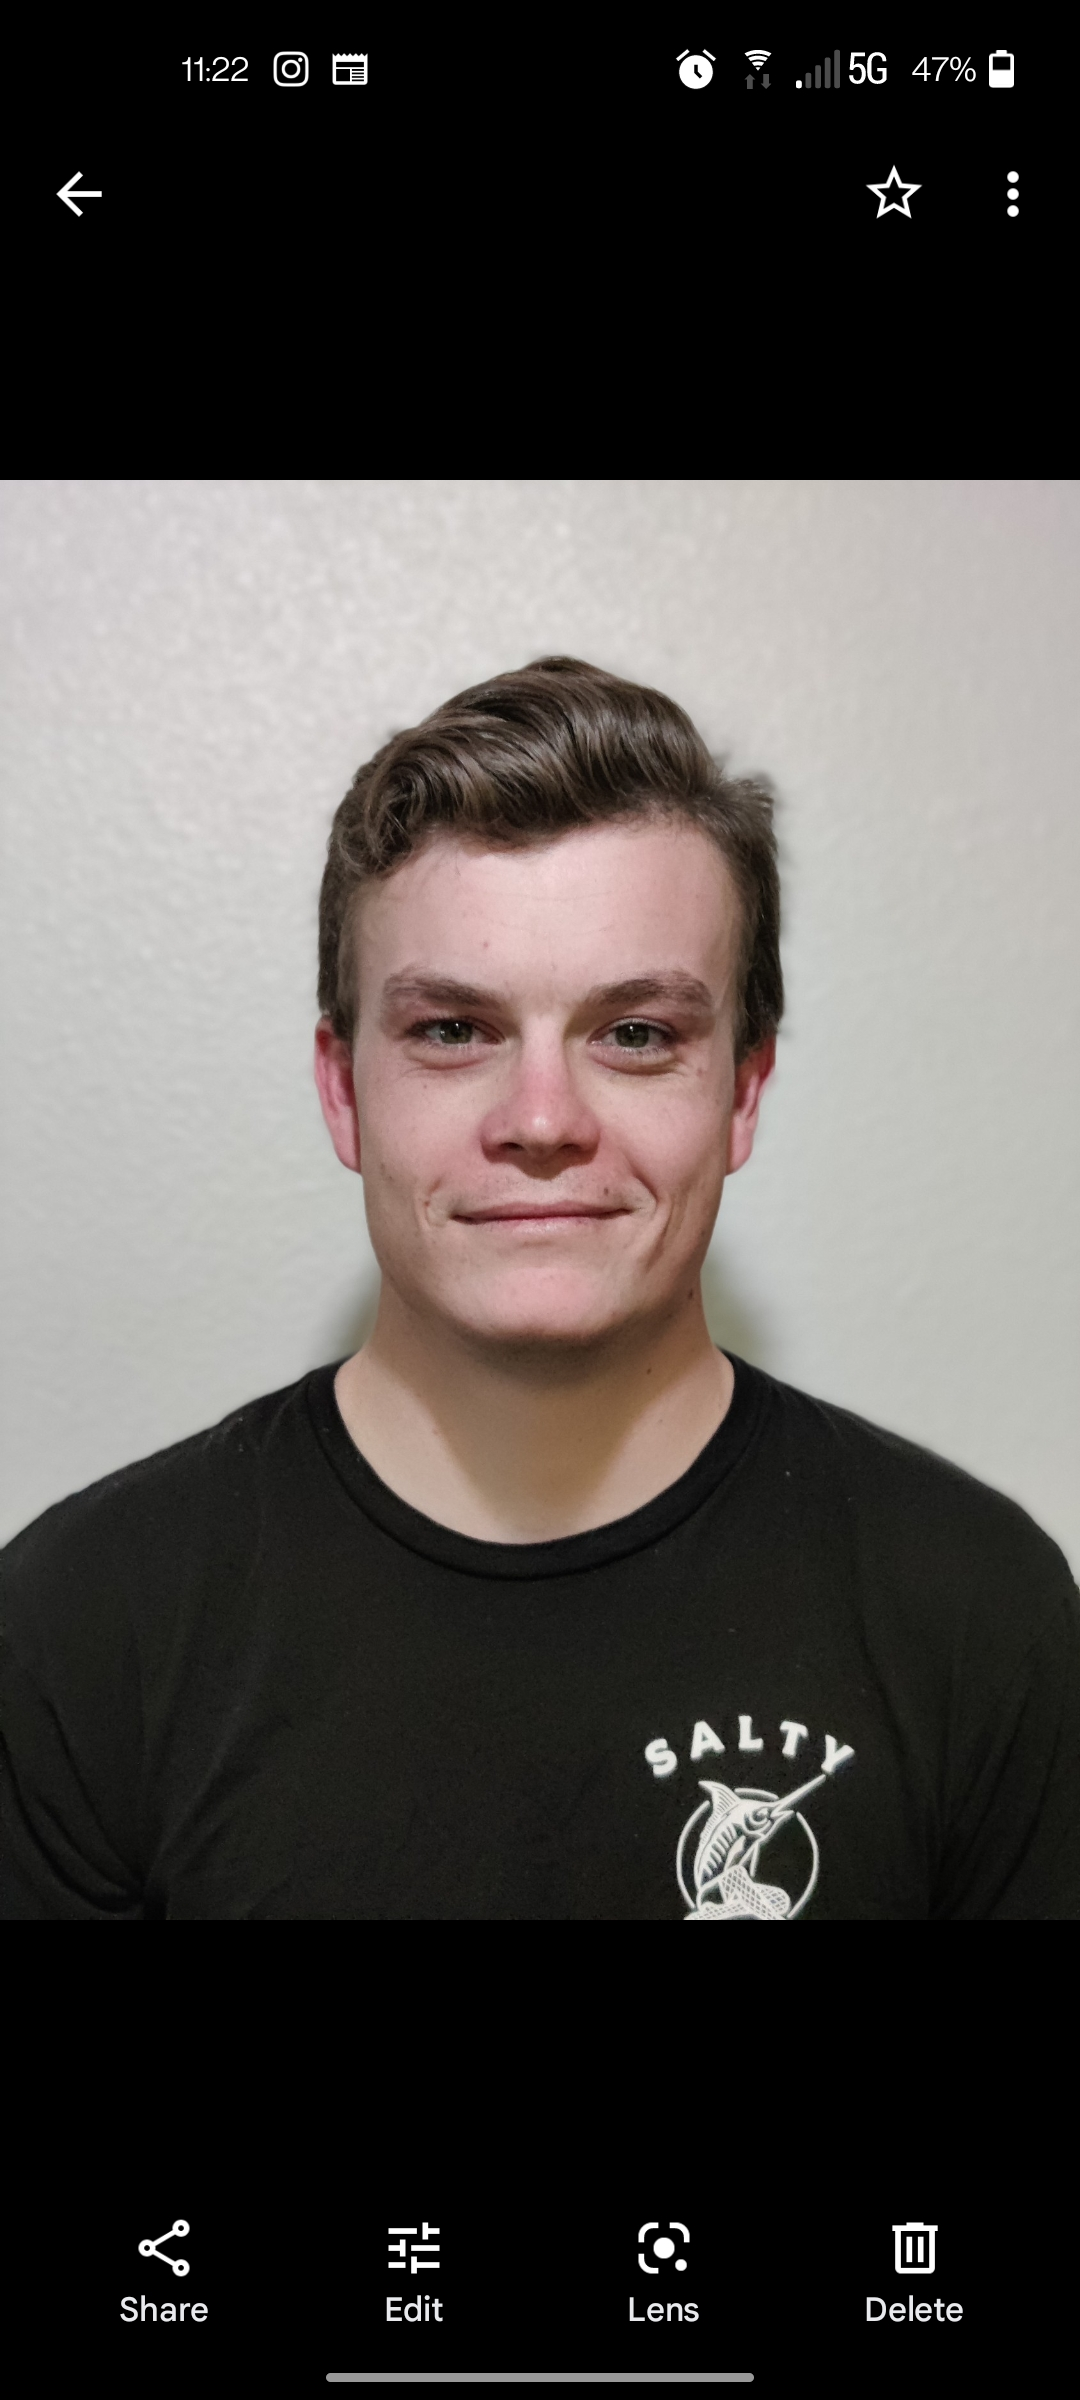 11:22
5G 47%
SALTY
Share Edit Lens Delete